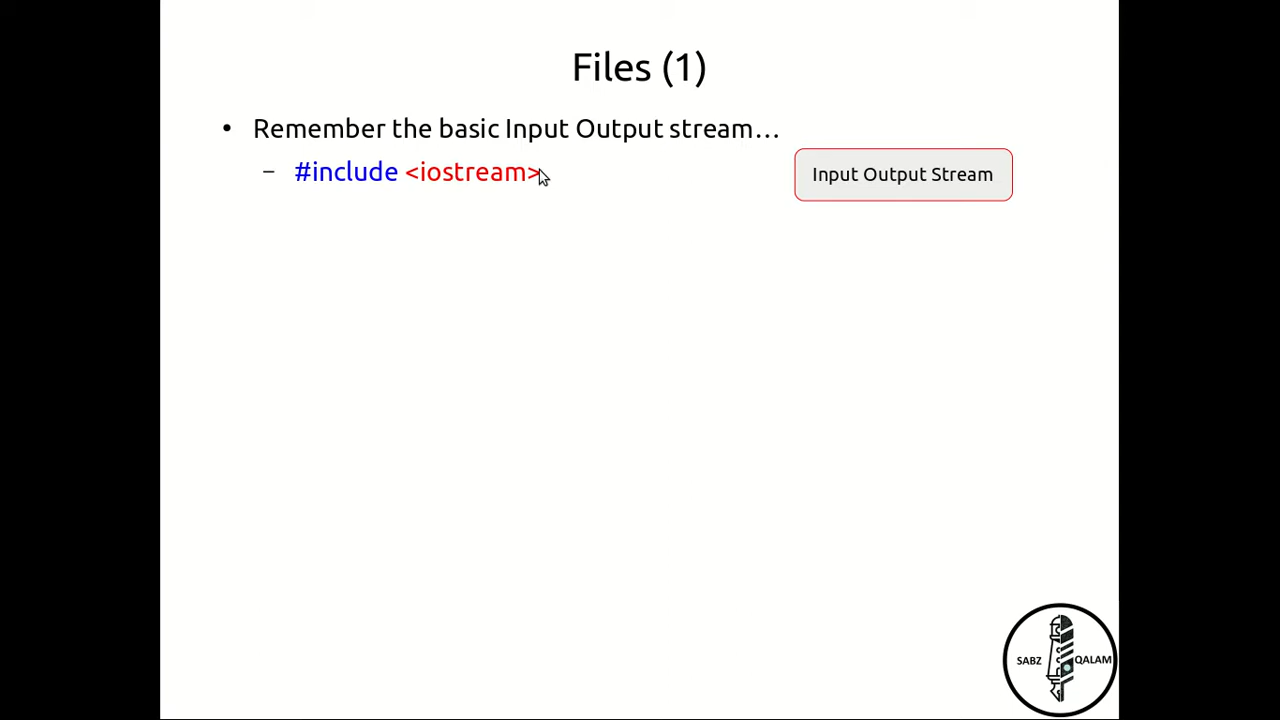 Files (1)
• Remember the basic Input Output stream...
– #include <iostream>
Input Output Stream
SABZ QALAM